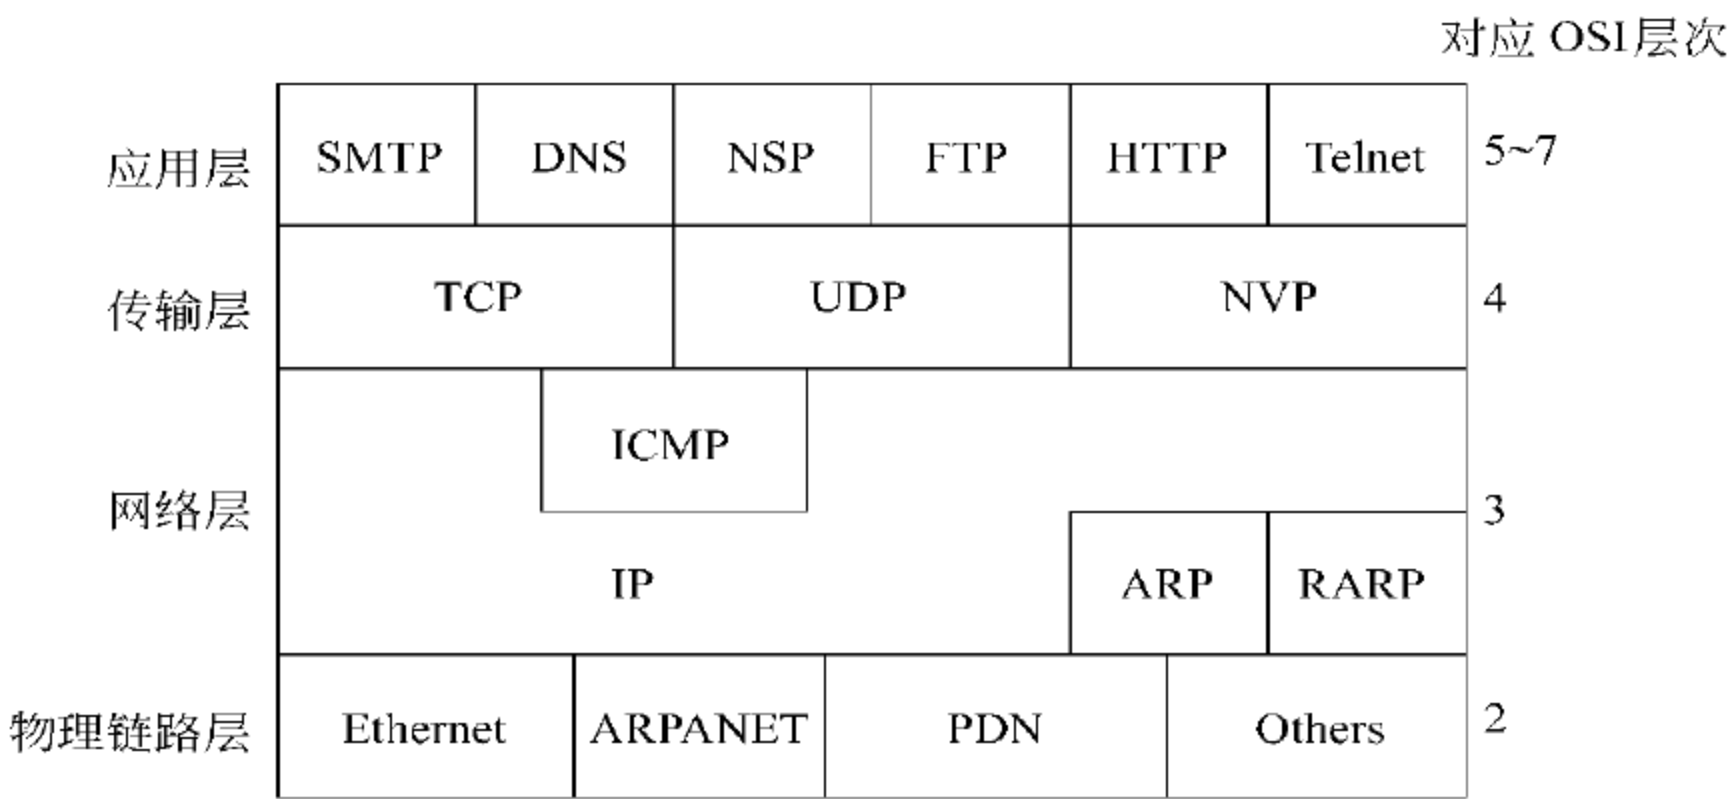 对应 OSI层次
应用层 SMTP DNS NSP FTP HTTP Telnet 5~7
传输层 TCP UDP NVP 4
ICMP
网络层 3
IP ARP RARP
物理链路层 Ethernet ARPANET PDN Others 2